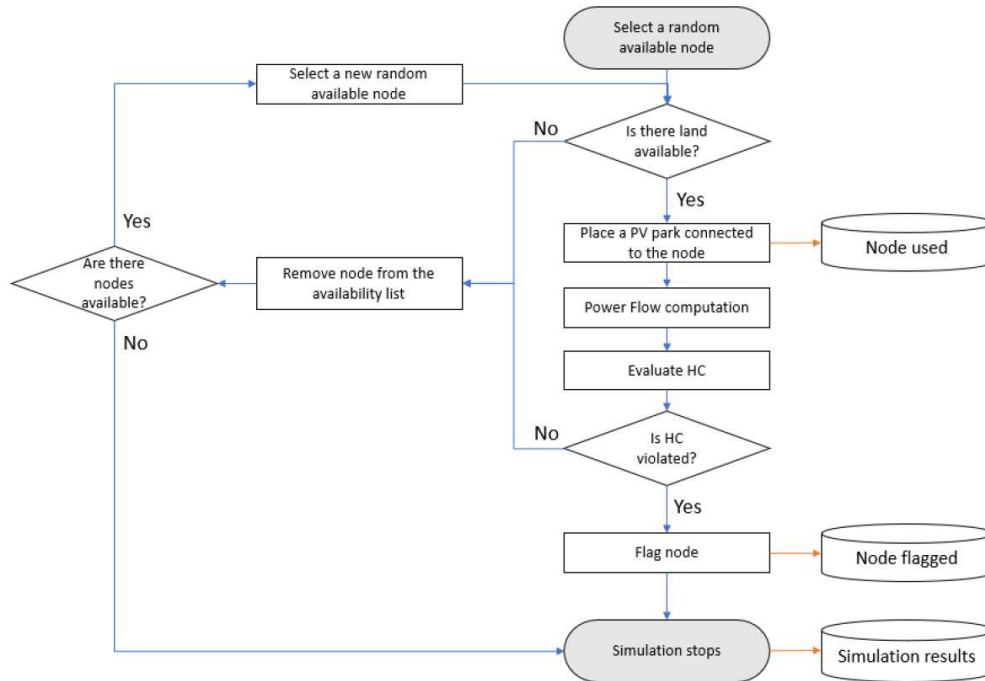 Select a random
available node
Select a new random
available node
No
Is there land
available?
Yes
Yes
Place a PV park connected
to the node
Node used
Are there
nodes
available?
Remove node from the
availability list
Power Flow computation
No
Evaluate HC
No
Is HC
violated?
Yes
Flag node
Node flagged
Simulation stops
Simulation results